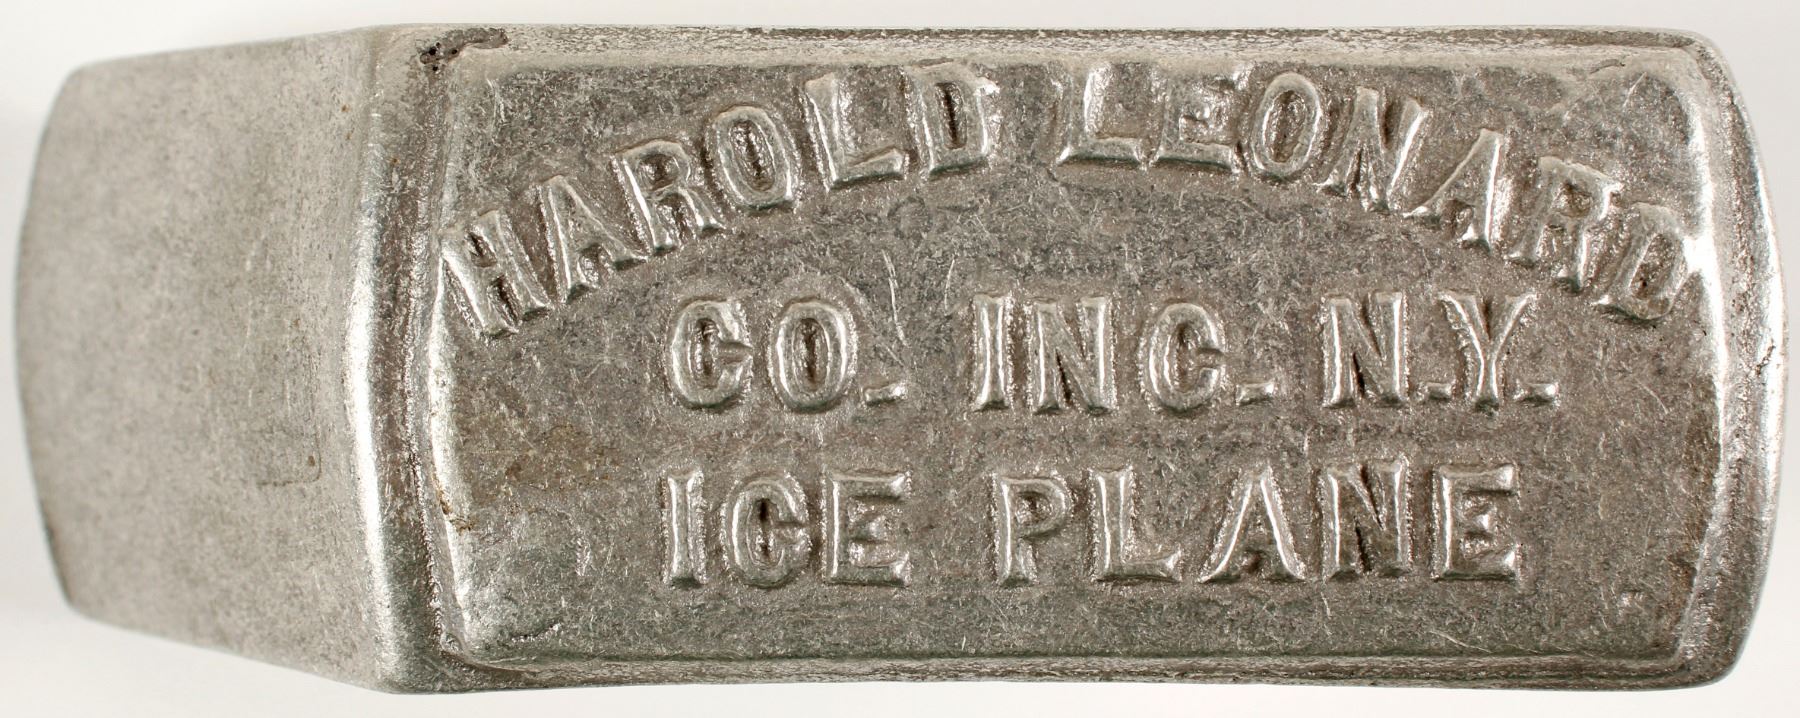 HAROLD LEONARD
CO. INC. N.Y.
ICE PLANE